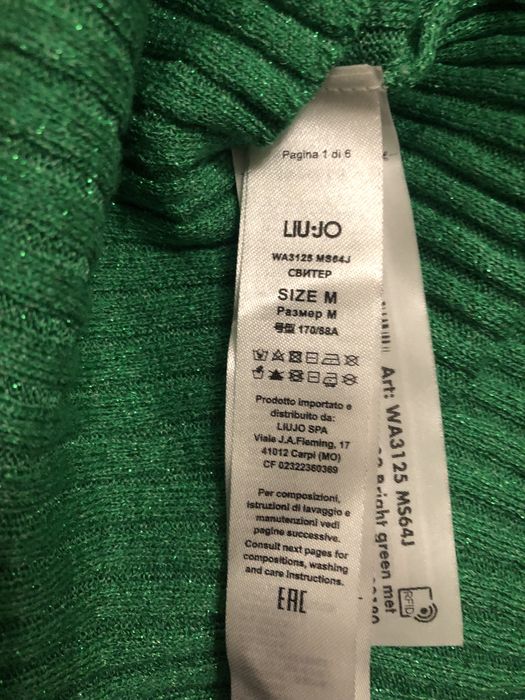 Pagina 1 di 6
LIU·JO
WA3125 MS64J
СВИТЕР
SIZE M
Размер M
号型 170/88A
Prodotto importato e
distribuito da:
LIUJO SPA
Viale J.A.Fleming, 17
41012 Carpi (MO)
CF 02322360369
Per composizioni,
istruzioni di lavaggio e
manutenzioni vedi
pagine successive.
Consult next pages for
compositions, washing
and care instructions.
EAC
Art: WA3125 MS64J
Bright green met
RFID